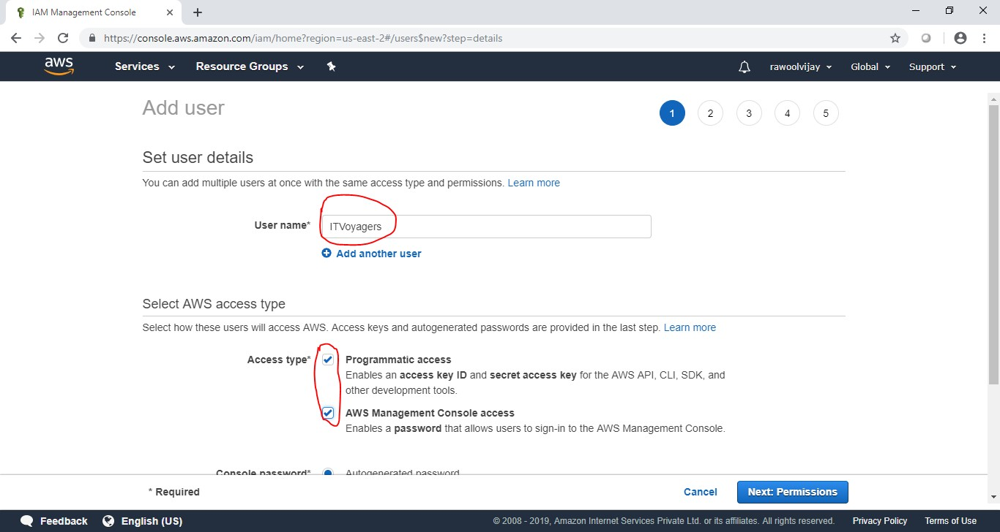 IAM Management Console
https://console.aws.amazon.com/iam/home?region=us-east-2#/users$new?step=details
aws Services Resource Groups rawoolvijay Global Support
Add user 1 2 3 4 5
Set user details
You can add multiple users at once with the same access type and permissions. Learn more
User name* ITVoyagers
Add another user
Select AWS access type
Select how these users will access AWS. Access keys and autogenerated passwords are provided in the last step. Learn more
Access type* Programmatic access
Enables an access key ID and secret access key for the AWS API, CLI, SDK, and
other development tools.
AWS Management Console access
Enables a password that allows users to sign-in to the AWS Management Console.
Console password* Autogenerated password
* Required Cancel Next: Permissions
Feedback English (US) © 2008 - 2019, Amazon Internet Services Private Ltd. or its affiliates. All rights reserved. Privacy Policy Terms of Use